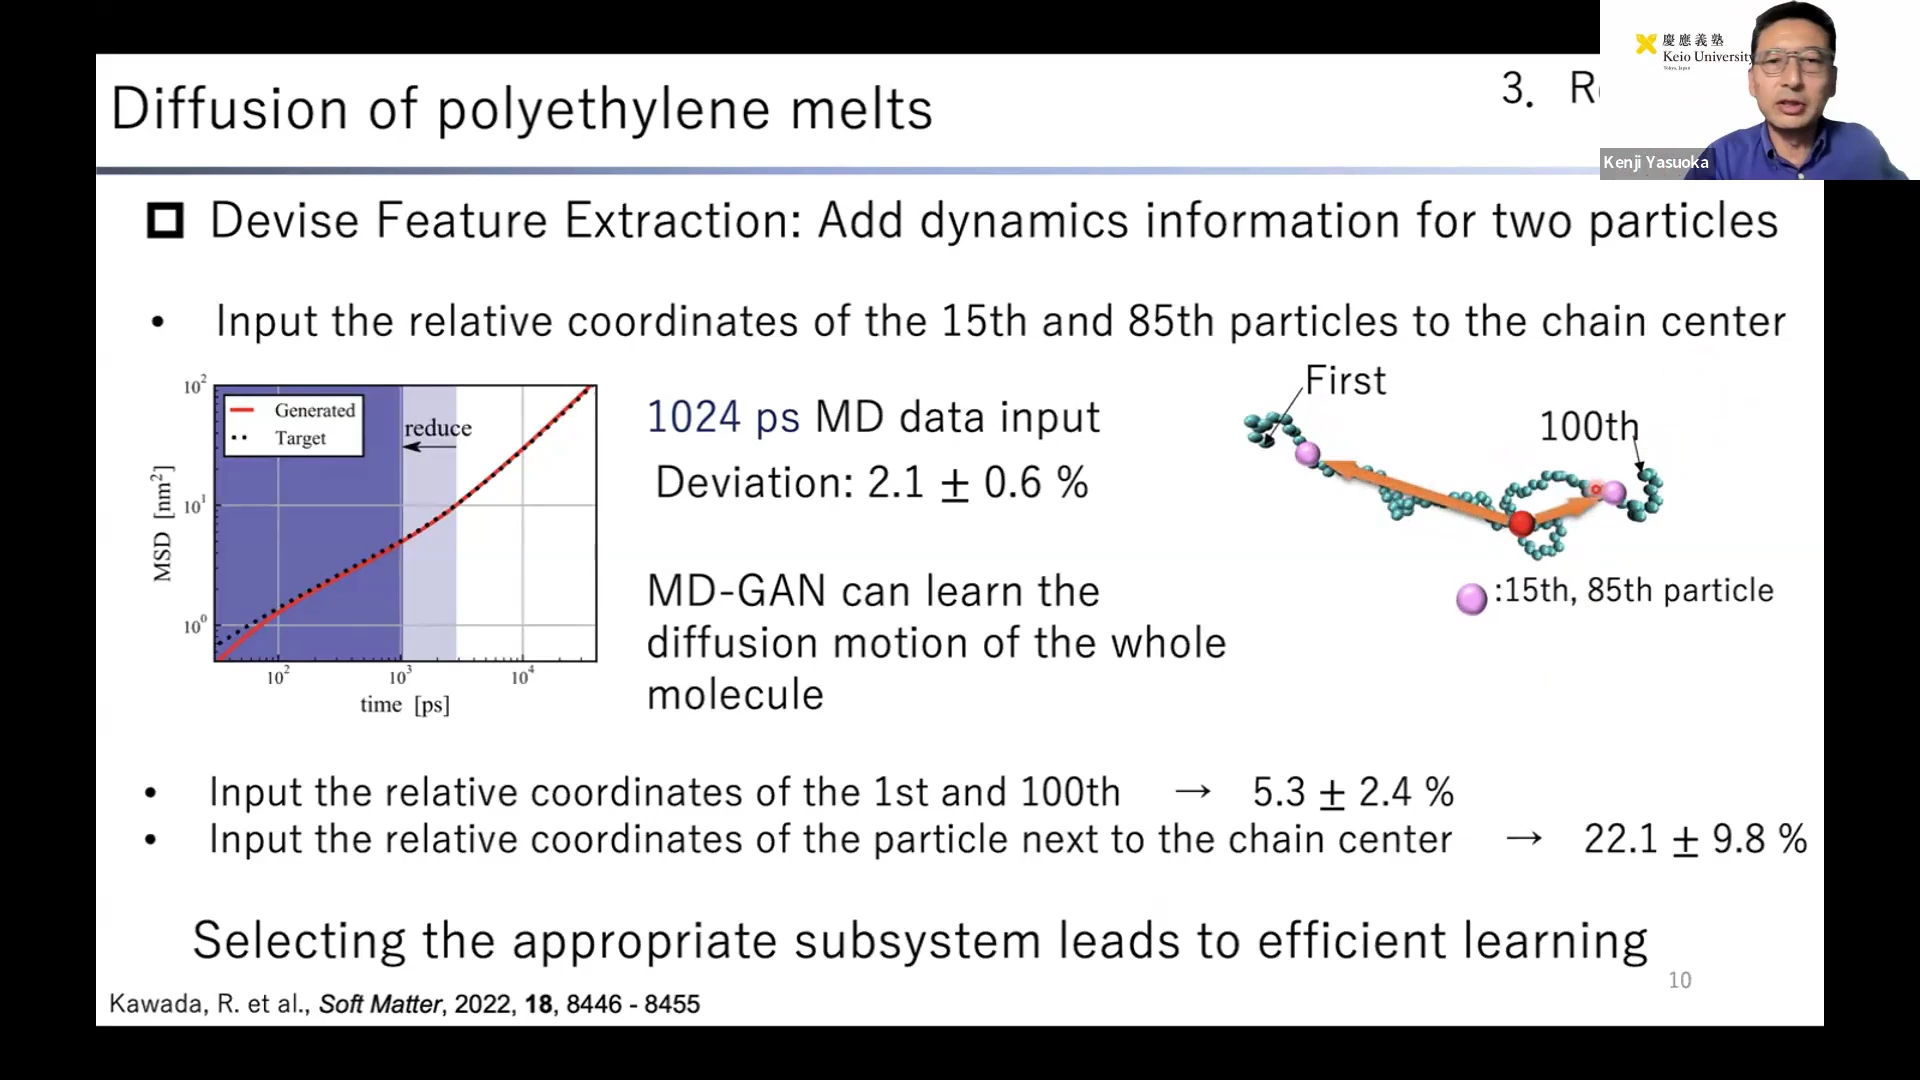 慶應義塾
Keio University
Tokyo, Japan
Kenji Yasuoka
Diffusion of polyethylene melts
3.
Devise Feature Extraction: Add dynamics information for two particles
• Input the relative coordinates of the 15th and 85th particles to the chain center
10²
10¹
10⁰
MSD [nm²]
Generated
Target
reduce
10² 10³ 10⁴
time [ps]
1024 ps MD data input
Deviation: 2.1 ± 0.6 %
MD-GAN can learn the
diffusion motion of the whole
molecule
First
100th
:15th, 85th particle
• Input the relative coordinates of the 1st and 100th → 5.3 ± 2.4 %
• Input the relative coordinates of the particle next to the chain center → 22.1 ± 9.8 %
Selecting the appropriate subsystem leads to efficient learning
10
Kawada, R. et al., Soft Matter, 2022, 18, 8446 - 8455